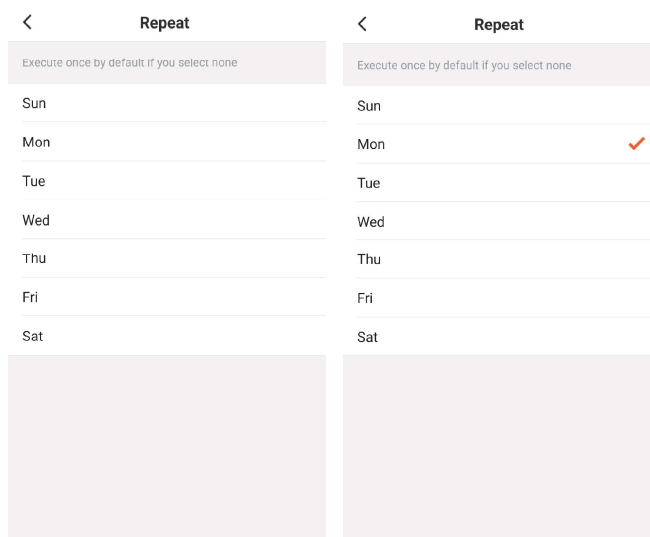 Repeat
Execute once by default if you select none
Sun
Mon
Tue
Wed
Thu
Fri
Sat
Repeat
Execute once by default if you select none
Sun
Mon
Tue
Wed
Thu
Fri
Sat